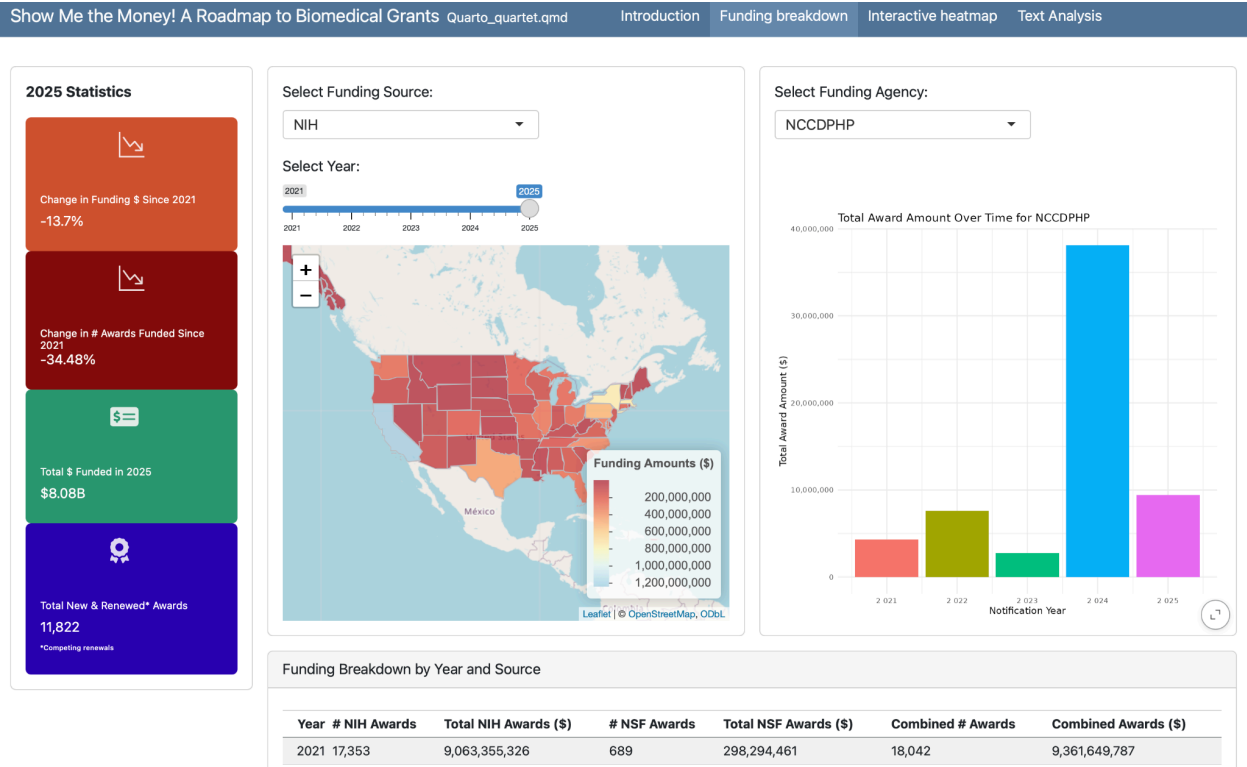 Show Me the Money! A Roadmap to Biomedical Grants Quarto_quartet.qmd Introduction Funding breakdown Interactive heatmap Text Analysis
2025 Statistics
Change in Funding $ Since 2021
-13.7%
Change in # Awards Funded Since
2021
-34.48%
Total $ Funded in 2025
$8.08B
Total New & Renewed* Awards
11,822
*Competing renewals
Select Funding Source:
NIH
Select Year:
2021 2025
2021 2022 2023 2024 2025
+
−
United States
México
Funding Amounts ($)
200,000,000
400,000,000
600,000,000
800,000,000
1,000,000,000
1,200,000,000
Leaflet | © OpenStreetMap, ODbL
Select Funding Agency:
NCCDPHP
Total Award Amount Over Time for NCCDPHP
Total Award Amount ($)
40,000,000
30,000,000
20,000,000
10,000,000
0
2 021 2 022 2 023 2 024 2 025
Notification Year
Funding Breakdown by Year and Source
Year # NIH Awards Total NIH Awards ($) # NSF Awards Total NSF Awards ($) Combined # Awards Combined Awards ($)
2021 17,353 9,063,355,326 689 298,294,461 18,042 9,361,649,787